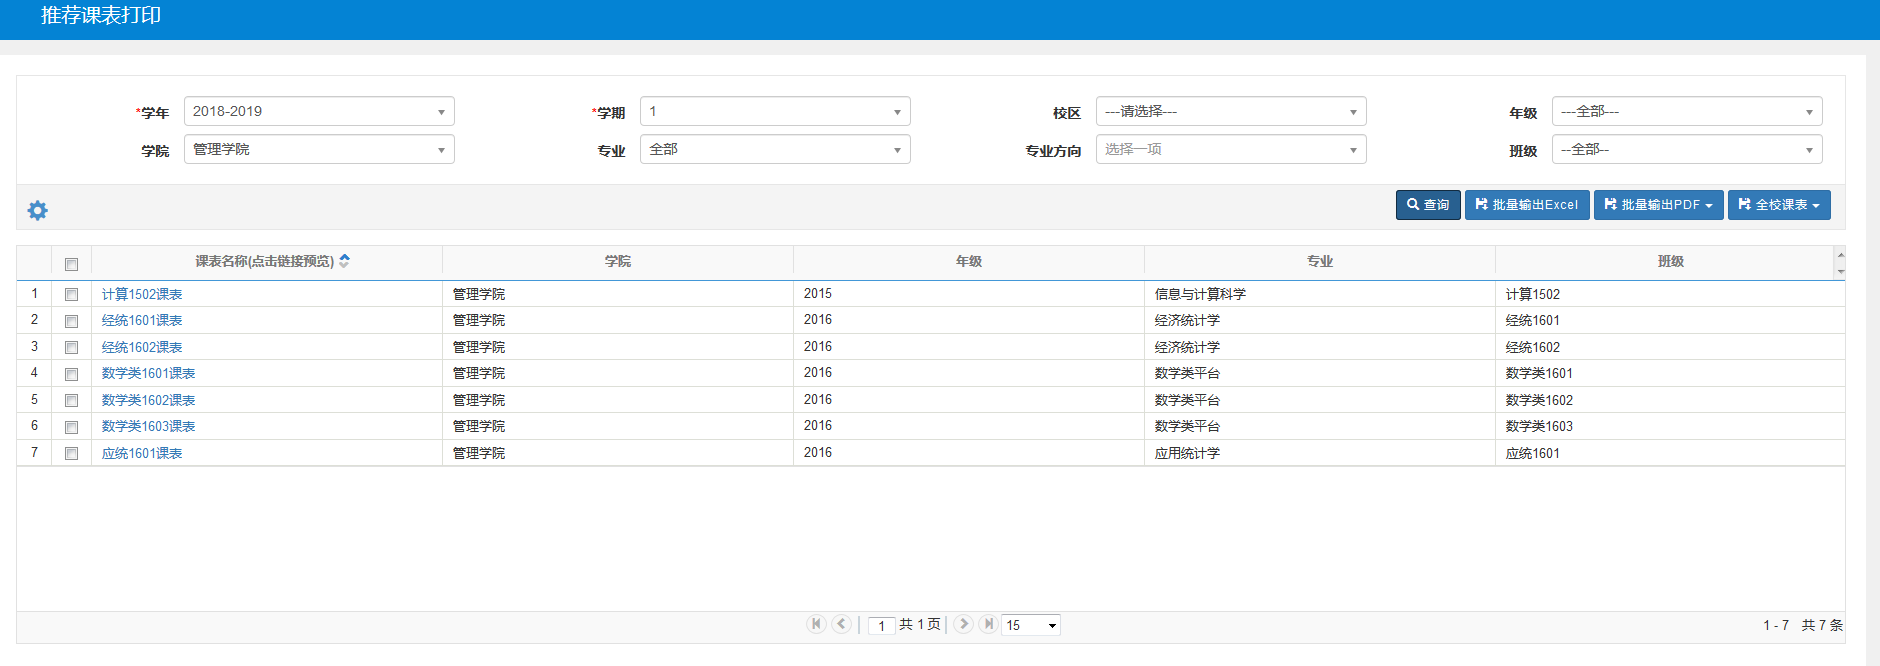 推荐课表打印
*学年 2018-2019 *学期 1 校区 ---请选择--- 年级 ---全部---
学院 管理学院 专业 全部 专业方向 选择一项 班级 --全部--
查询 批量输出Excel 批量输出PDF 全校课表
课表名称(点击链接预览) 学院 年级 专业 班级
1 计算1502课表 管理学院 2015 信息与计算科学 计算1502
2 经统1601课表 管理学院 2016 经济统计学 经统1601
3 经统1602课表 管理学院 2016 经济统计学 经统1602
4 数学类1601课表 管理学院 2016 数学类平台 数学类1601
5 数学类1602课表 管理学院 2016 数学类平台 数学类1602
6 数学类1603课表 管理学院 2016 数学类平台 数学类1603
7 应统1601课表 管理学院 2016 应用统计学 应统1601
1 共 1 页 15 1 - 7 共 7 条